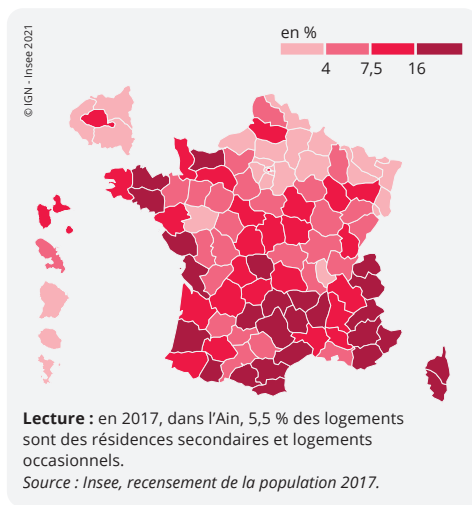 © IGN - Insee 2021
en %
4 7,5 16
Lecture : en 2017, dans l'Ain, 5,5 % des logements
sont des résidences secondaires et logements
occasionnels.
Source : Insee, recensement de la population 2017.